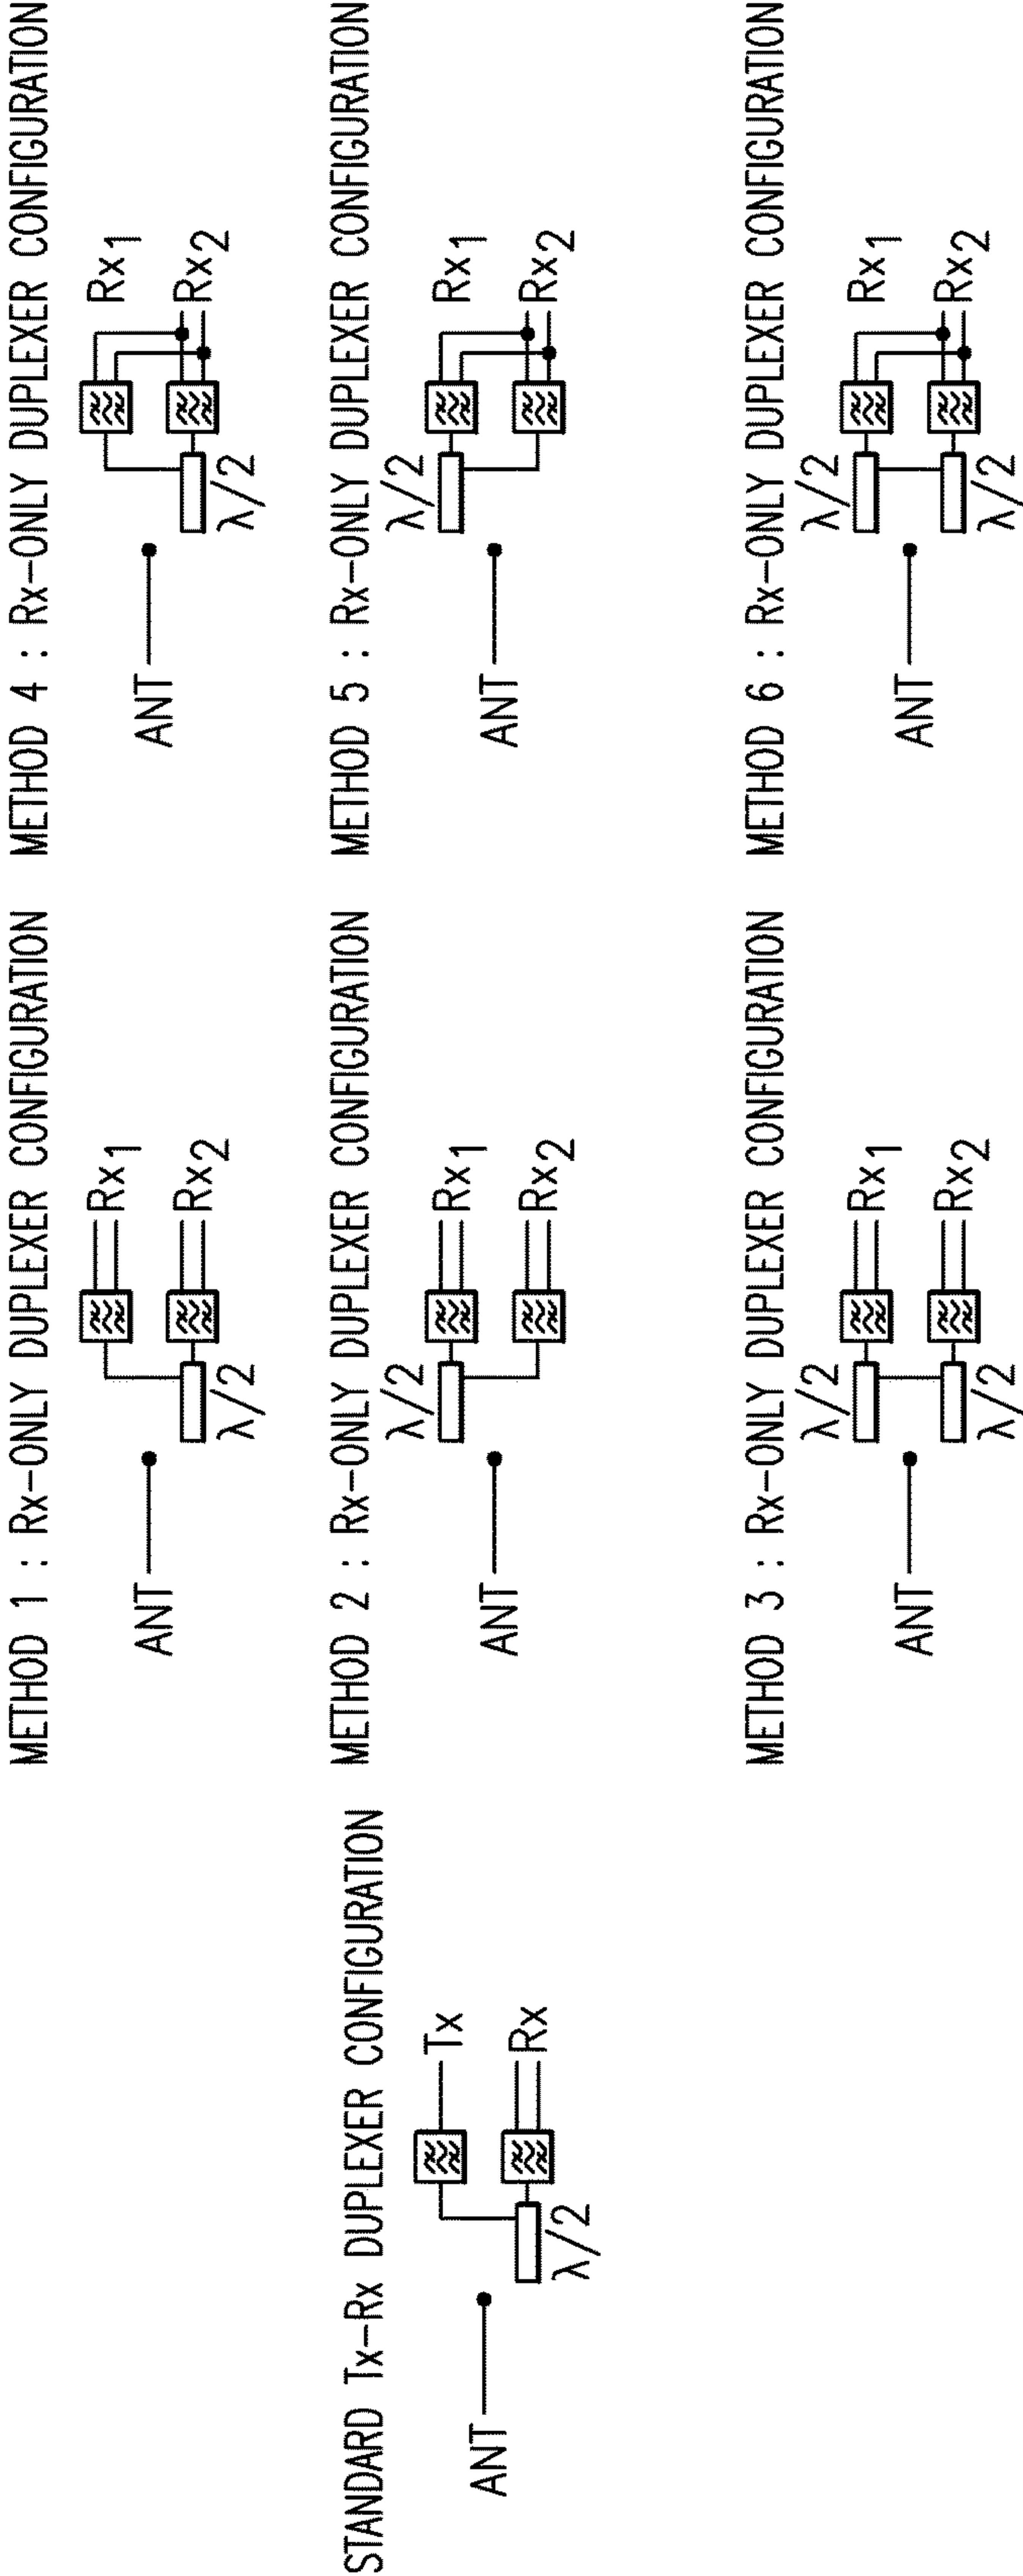 STANDARD Tx-Rx DUPLEXER CONFIGURATION
ANT
Tx
Rx
λ/2
METHOD 1 : Rx-ONLY DUPLEXER CONFIGURATION
ANT
Rx1
Rx2
λ/2
METHOD 2 : Rx-ONLY DUPLEXER CONFIGURATION
λ/2
ANT
Rx1
Rx2
METHOD 3 : Rx-ONLY DUPLEXER CONFIGURATION
λ/2
ANT
Rx1
Rx2
λ/2
METHOD 4 : Rx-ONLY DUPLEXER CONFIGURATION
ANT
Rx1
Rx2
λ/2
METHOD 5 : Rx-ONLY DUPLEXER CONFIGURATION
λ/2
ANT
Rx1
Rx2
METHOD 6 : Rx-ONLY DUPLEXER CONFIGURATION
λ/2
ANT
Rx1
Rx2
λ/2